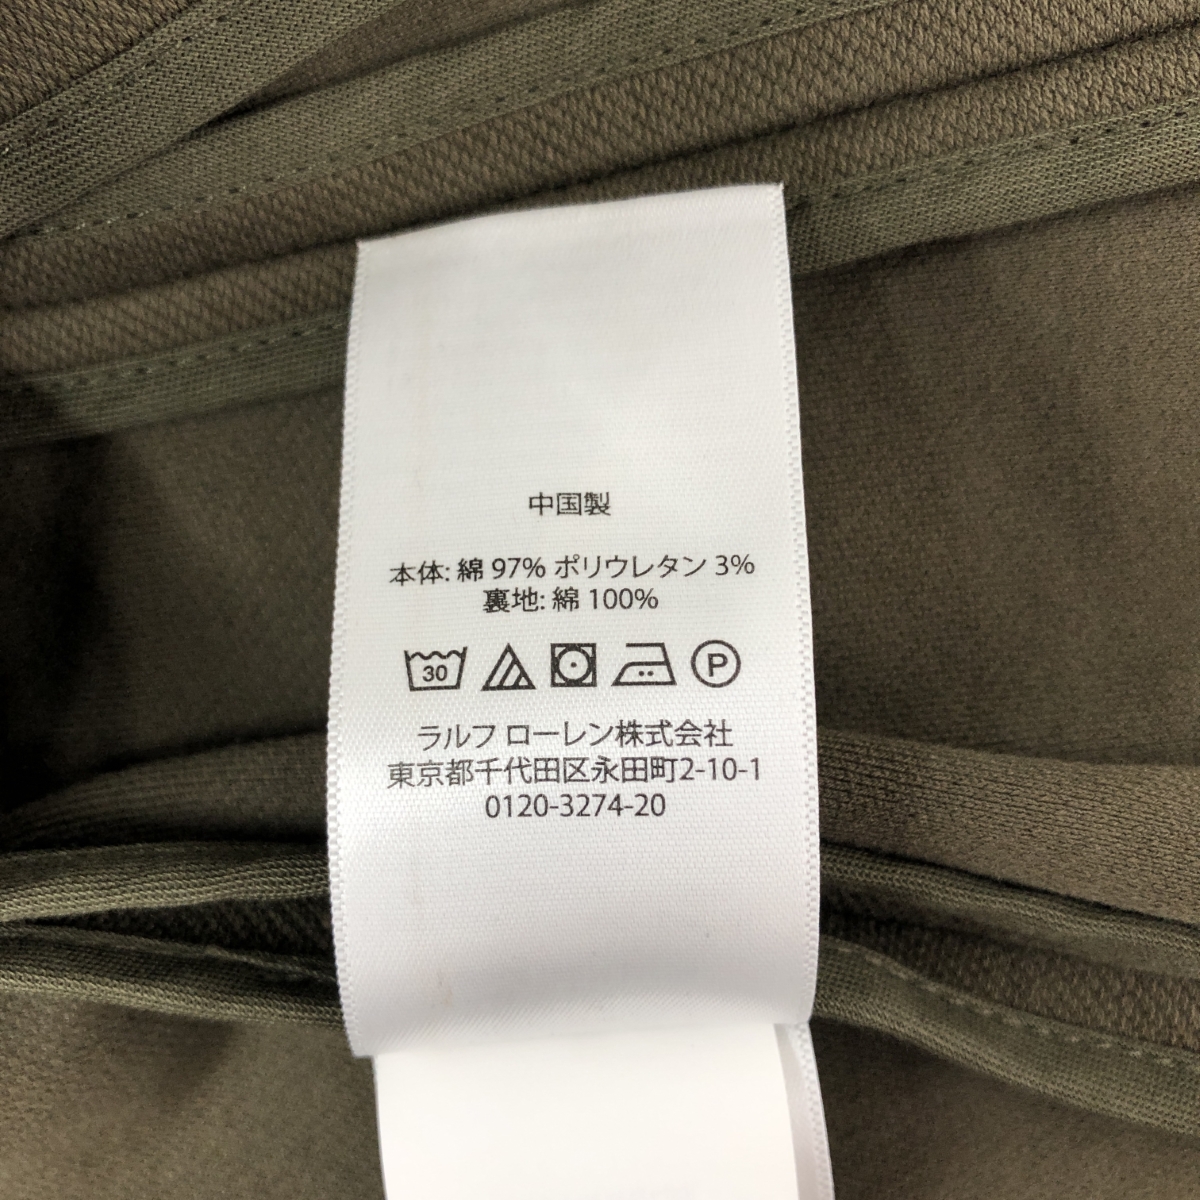 中国製
本体: 綿 97% ポリウレタン 3%
裏地: 綿 100%
30 P
ラルフ ローレン株式会社
東京都千代田区永田町2-10-1
0120-3274-20